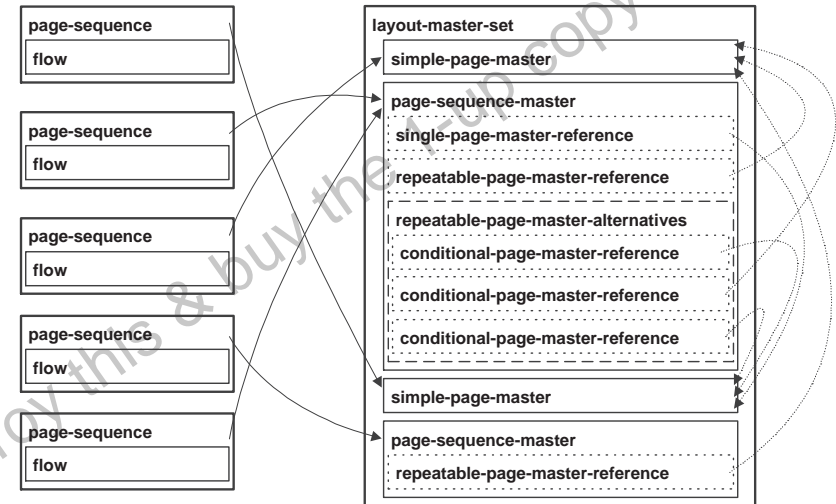 page-sequence
flow
page-sequence
flow
page-sequence
flow
page-sequence
flow
page-sequence
flow
layout-master-set
simple-page-master
page-sequence-master
single-page-master-reference
repeatable-page-master-reference
repeatable-page-master-alternatives
conditional-page-master-reference
conditional-page-master-reference
conditional-page-master-reference
simple-page-master
page-sequence-master
repeatable-page-master-reference
oy this & buy the 1-up copy